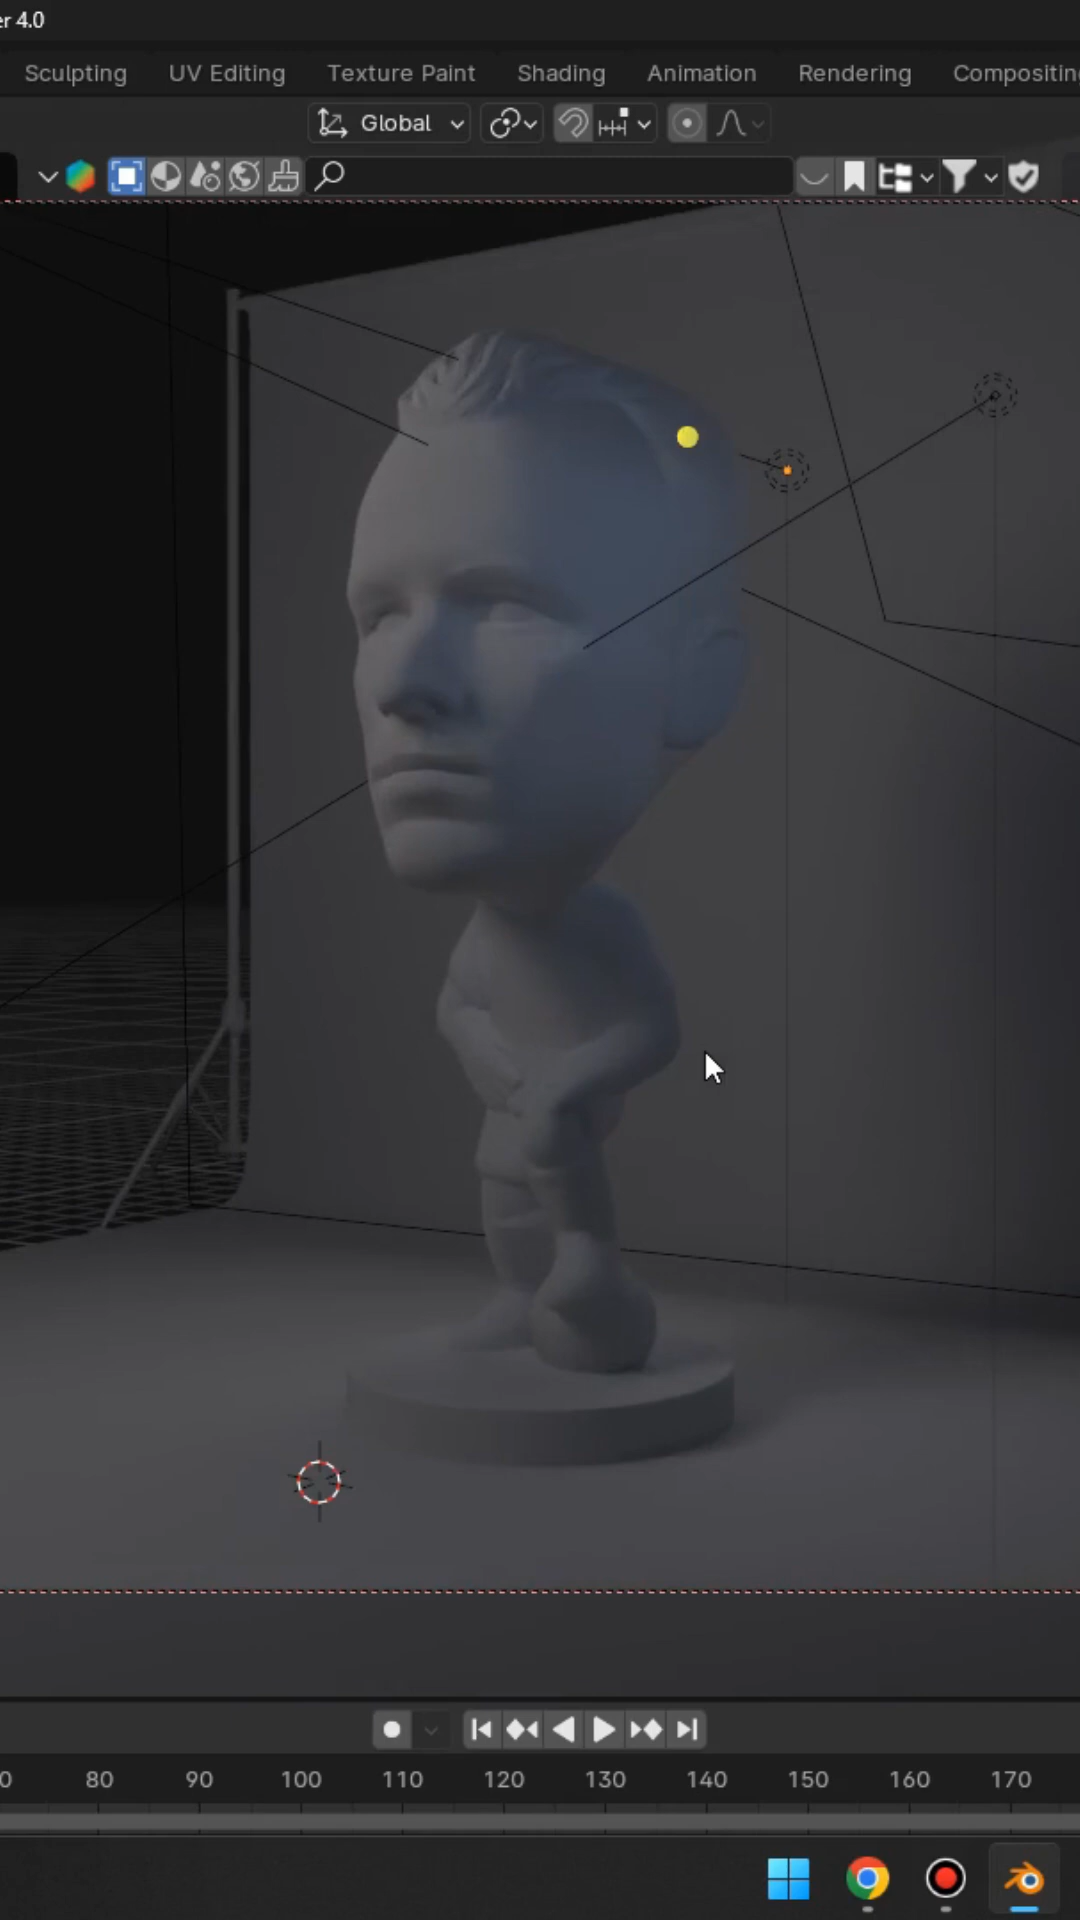 er 4.0
Sculpting UV Editing Texture Paint Shading Animation Rendering Compositin
Global
0 80 90 100 110 120 130 140 150 160 170